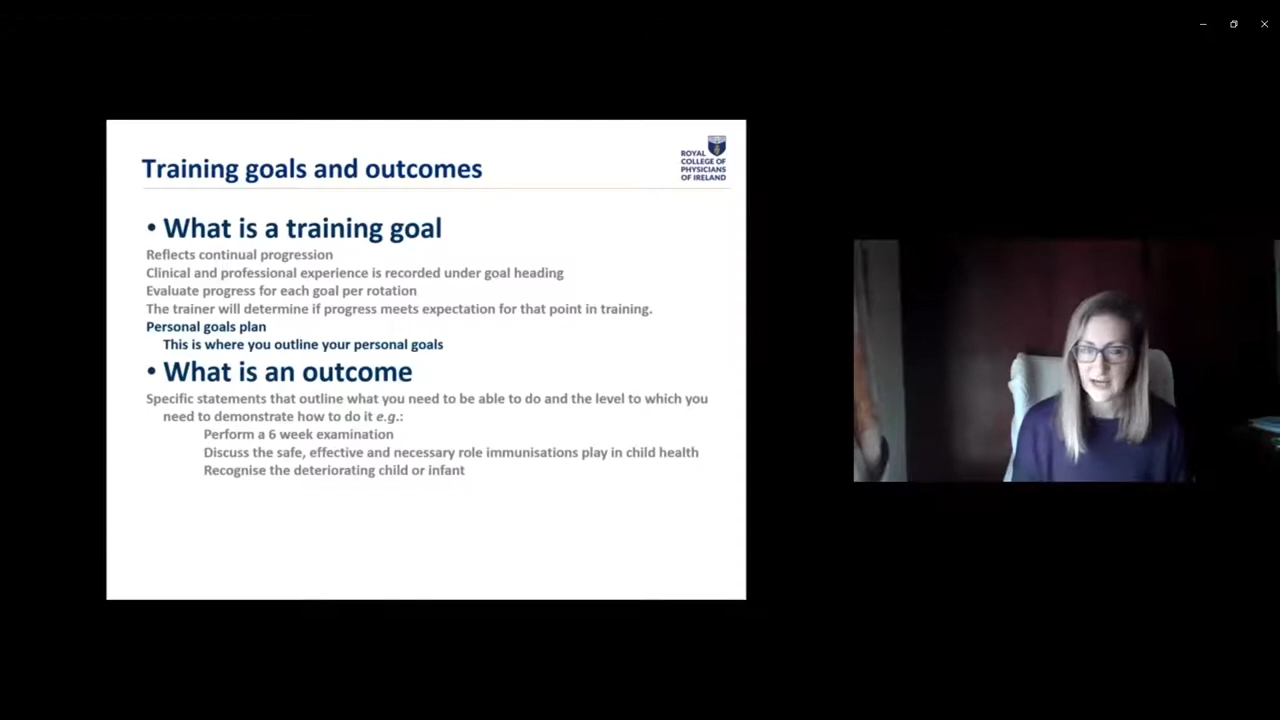 Training goals and outcomes
ROYAL
COLLEGE OF
PHYSICIANS
OF IRELAND
• What is a training goal
Reflects continual progression
Clinical and professional experience is recorded under goal heading
Evaluate progress for each goal per rotation
The trainer will determine if progress meets expectation for that point in training.
Personal goals plan
This is where you outline your personal goals
• What is an outcome
Specific statements that outline what you need to be able to do and the level to which you
need to demonstrate how to do it e.g.:
Perform a 6 week examination
Discuss the safe, effective and necessary role immunisations play in child health
Recognise the deteriorating child or infant